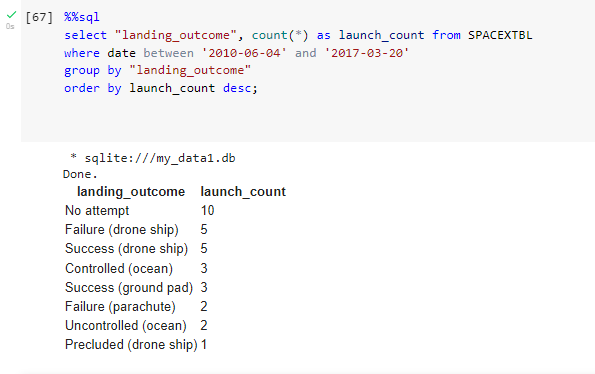 [67] %%sql
0s
select "landing_outcome", count(*) as launch_count from SPACEXTBL
where date between '2010-06-04' and '2017-03-20'
group by "landing_outcome"
order by launch_count desc;
* sqlite:///my_data1.db
Done.
landing_outcome launch_count
No attempt 10
Failure (drone ship) 5
Success (drone ship) 5
Controlled (ocean) 3
Success (ground pad) 3
Failure (parachute) 2
Uncontrolled (ocean) 2
Precluded (drone ship) 1